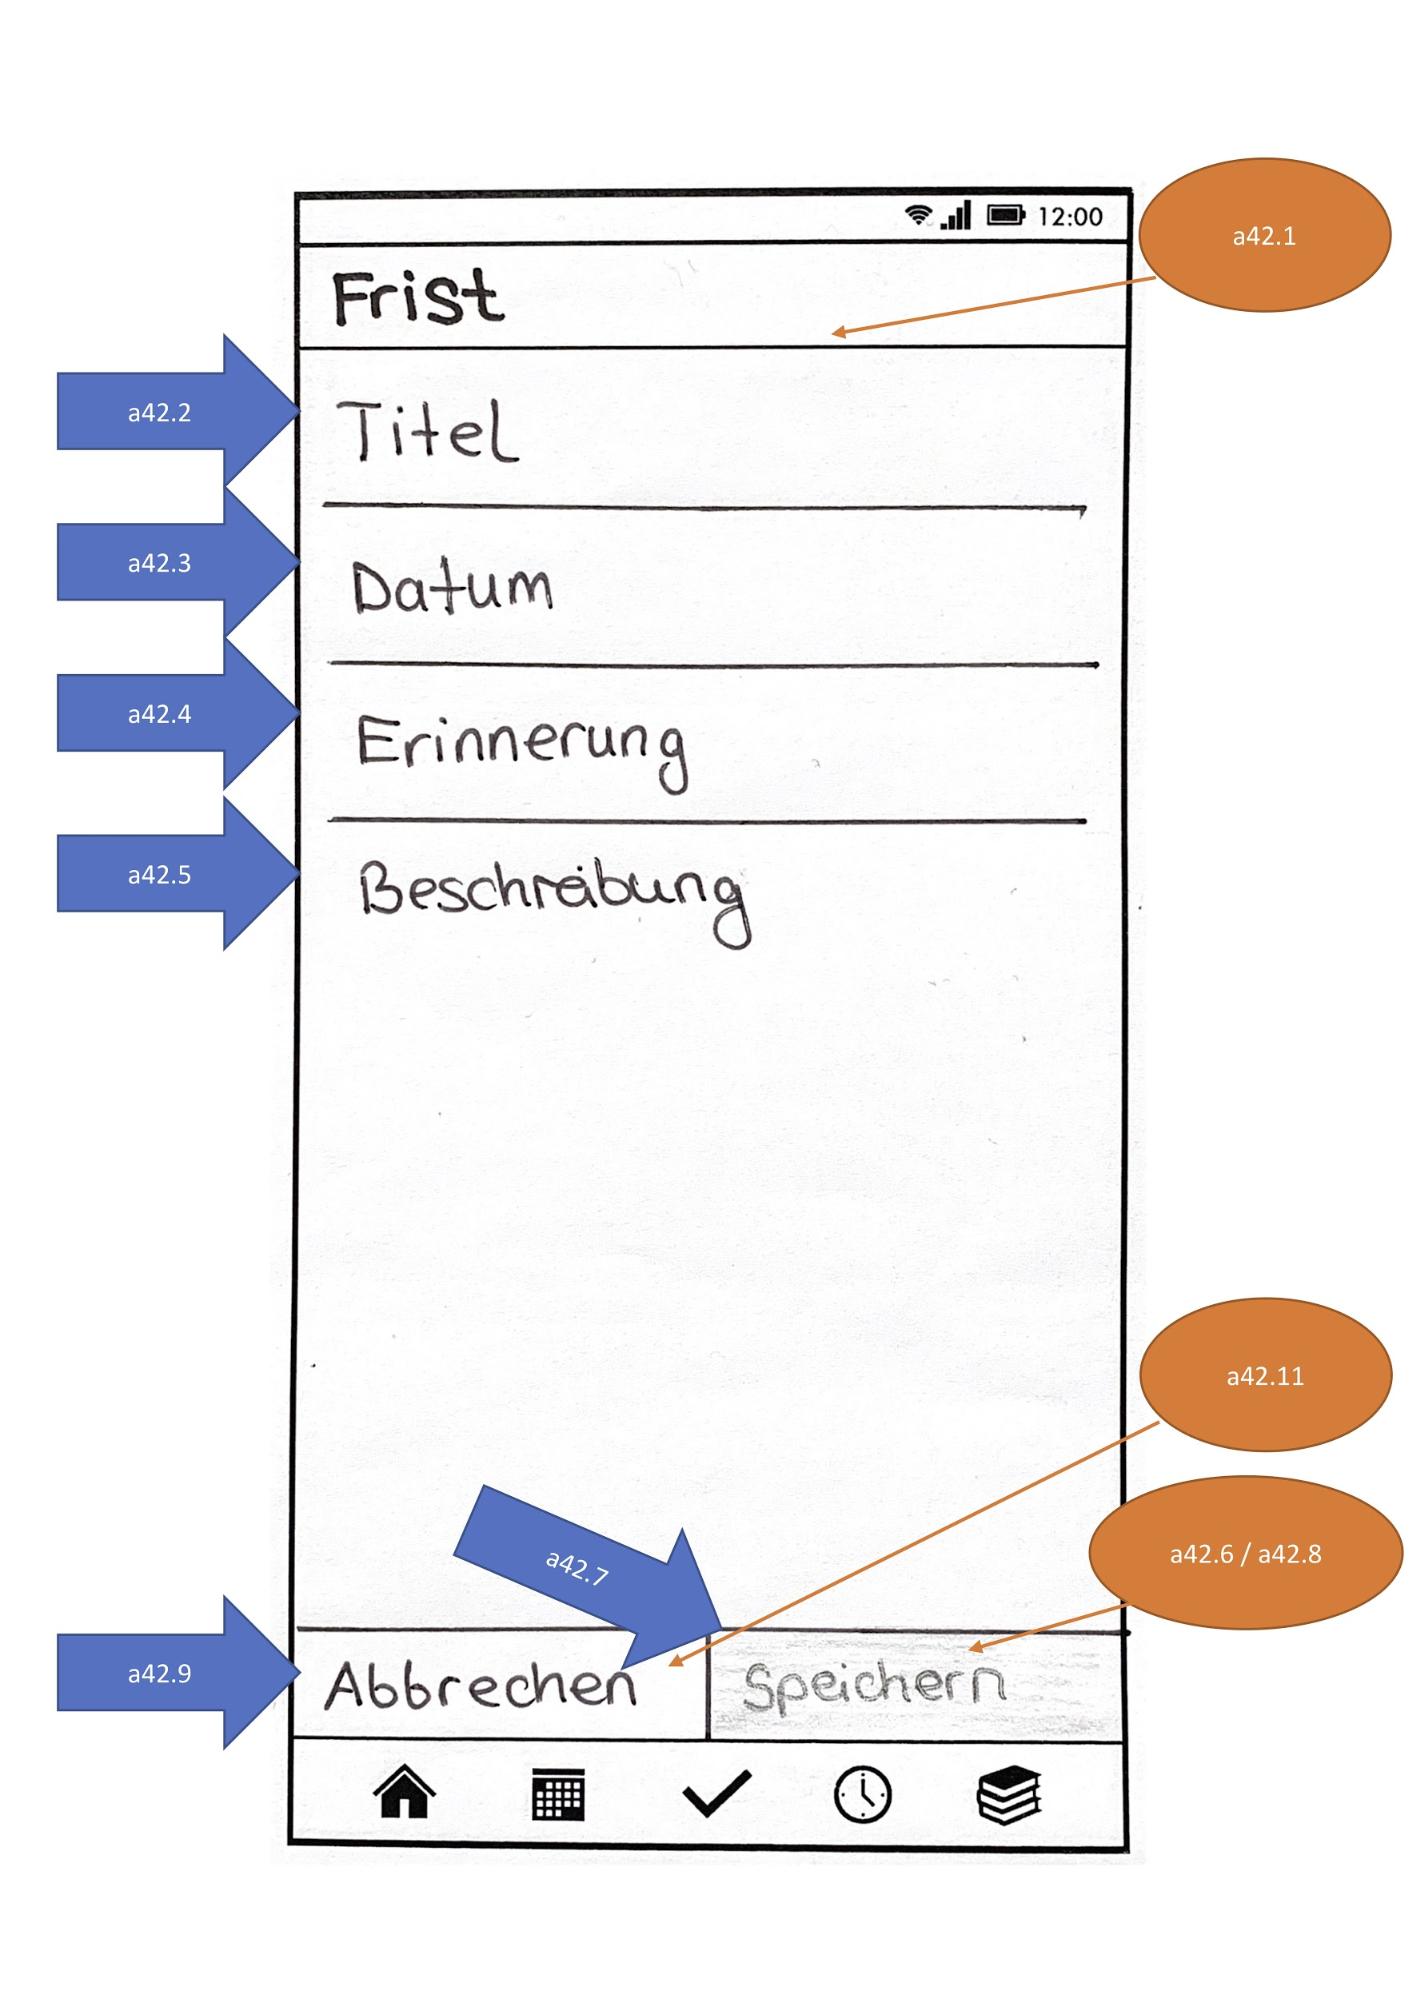 12:00
a42.1
Frist
a42.2
Titel
a42.3
Datum
a42.4
Erinnerung
a42.5
Beschreibung
a42.11
a42.6 / a42.8
a42.7
a42.9
Abbrechen
Speichern